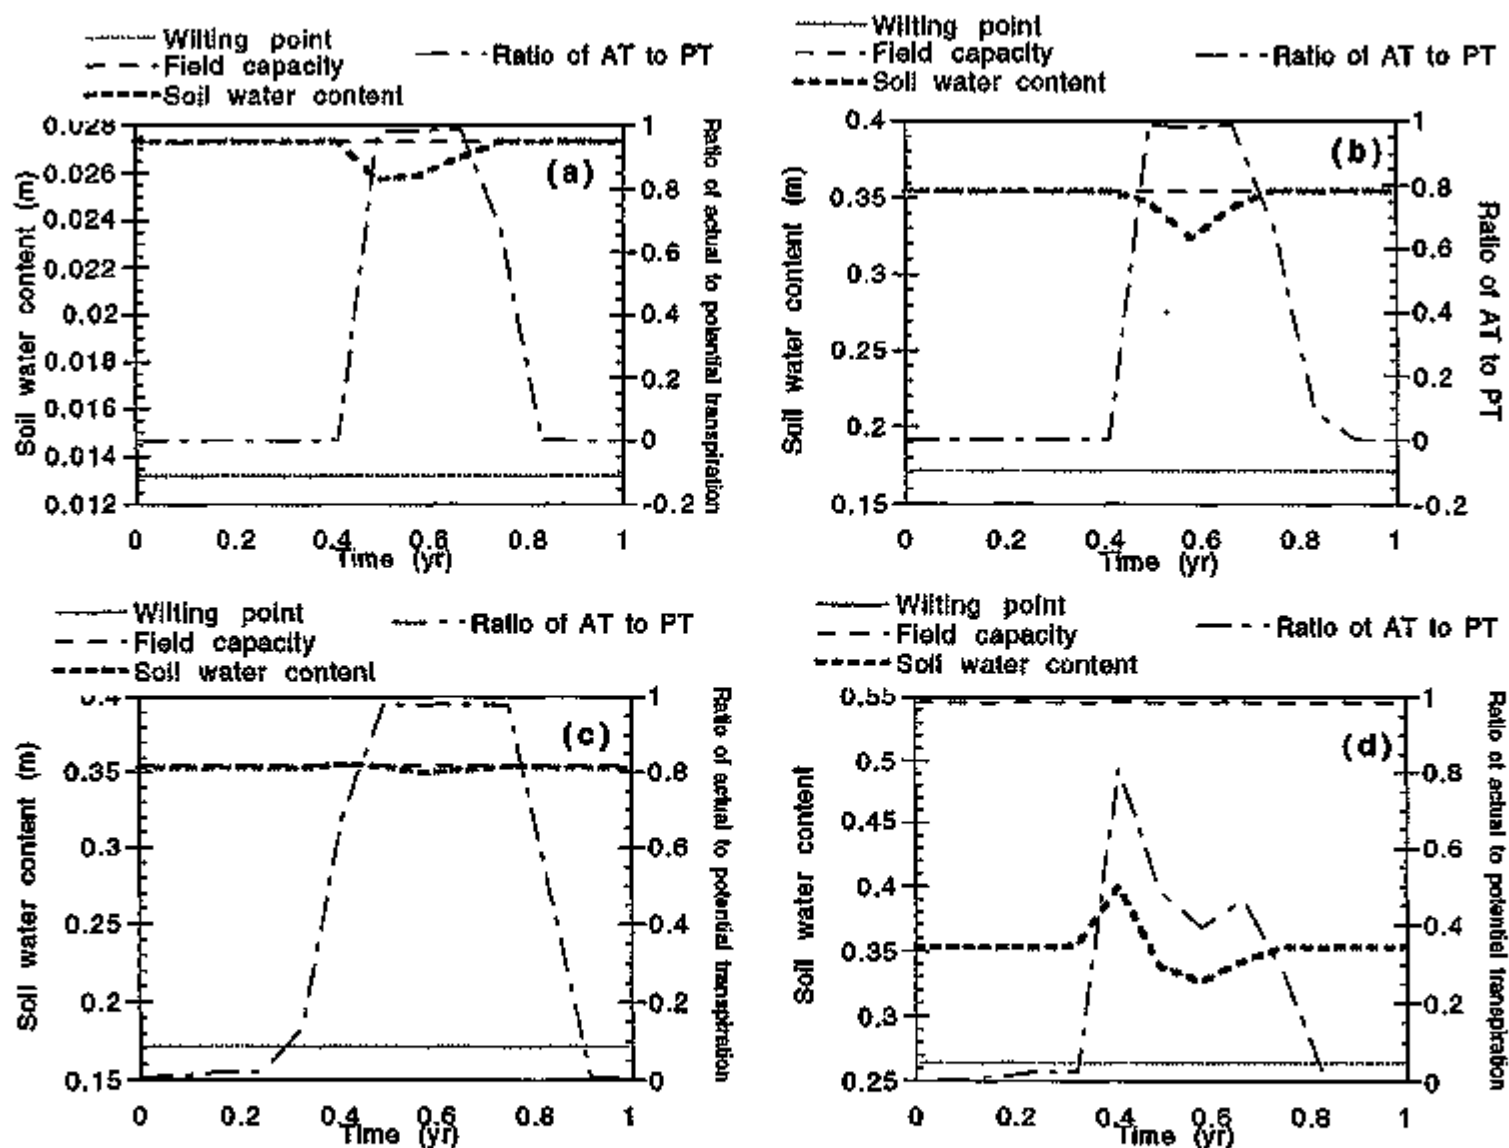 Wilting point
Field capacity
Soil water content
Ratio of AT to PT
(a)
Soil water content (m)
0.028
0.026
0.024
0.022
0.02
0.018
0.016
0.014
0.012
1
0.8
0.6
0.4
0.2
0
-0.2
Ratio of actual to potential transpiration
0 0.2 0.4 0.6 0.8 1
Time (yr)
Wilting point
Field capacity
Soil water content
Ratio of AT to PT
(b)
Soil water content (m)
0.4
0.35
0.3
0.25
0.2
0.15
1
0.8
0.6
0.4
0.2
0
-0.2
Ratio of AT to PT
0 0.2 0.4 0.6 0.8 1
Time (yr)
Wilting point
Field capacity
Soil water content
Ratio of AT to PT
(c)
Soil water content (m)
0.4
0.35
0.3
0.25
0.2
0.15
1
0.8
0.6
0.4
0.2
0
Ratio of actual to potential transpiration
0 0.2 0.4 0.6 0.8 1
Time (yr)
Wilting point
Field capacity
Soil water content
Ratio of AT to PT
(d)
Soil water content
0.55
0.5
0.45
0.4
0.35
0.3
0.25
1
0.8
0.6
0.4
0.2
0
Ratio of actual to potentiel transpiration
0 0.2 0.4 0.6 0.8 1
Time (yr)